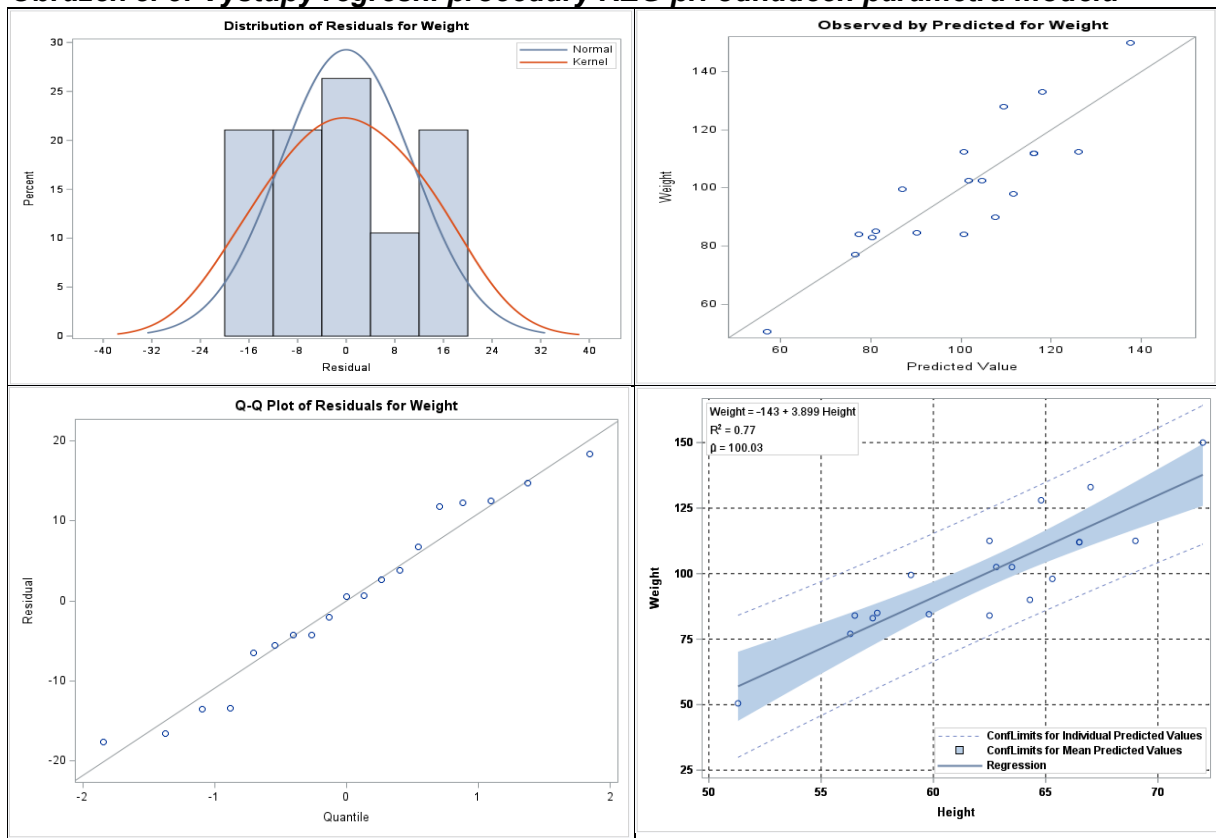 Distribution of Residuals for Weight
30
25
20
15
10
5
0
Percent
Normal
Kernel
-40 -32 -24 -16 -8 0 8 16 24 32 40
Residual
Observed by Predicted for Weight
140
120
100
80
60
Weight
60 80 100 120 140
Predicted Value
Q-Q Plot of Residuals for Weight
20
10
0
-10
-20
Residual
-2 -1 0 1 2
Quantile
Weight = -143 + 3.899 Height
R² = 0.77
μ̂ = 100.03
150
125
100
75
50
25
Weight
ConfLimits for Individual Predicted Values
ConfLimits for Mean Predicted Values
Regression
50 55 60 65 70
Height